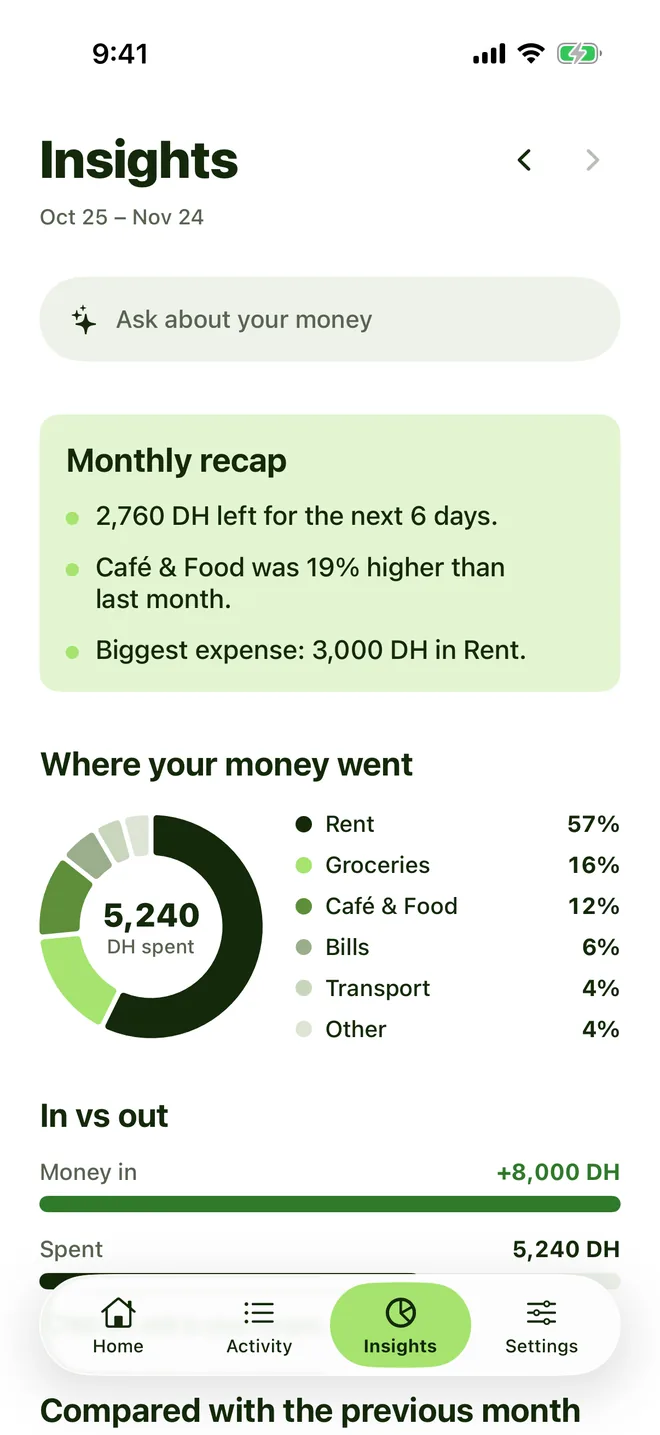 9:41
Insights
Oct 25 – Nov 24
Ask about your money
Monthly recap
2,760 DH left for the next 6 days.
Café & Food was 19% higher than
last month.
Biggest expense: 3,000 DH in Rent.
Where your money went
5,240
DH spent
Rent 57%
Groceries 16%
Café & Food 12%
Bills 6%
Transport 4%
Other 4%
In vs out
Money in +8,000 DH
Spent 5,240 DH
Home Activity Insights Settings
Compared with the previous month